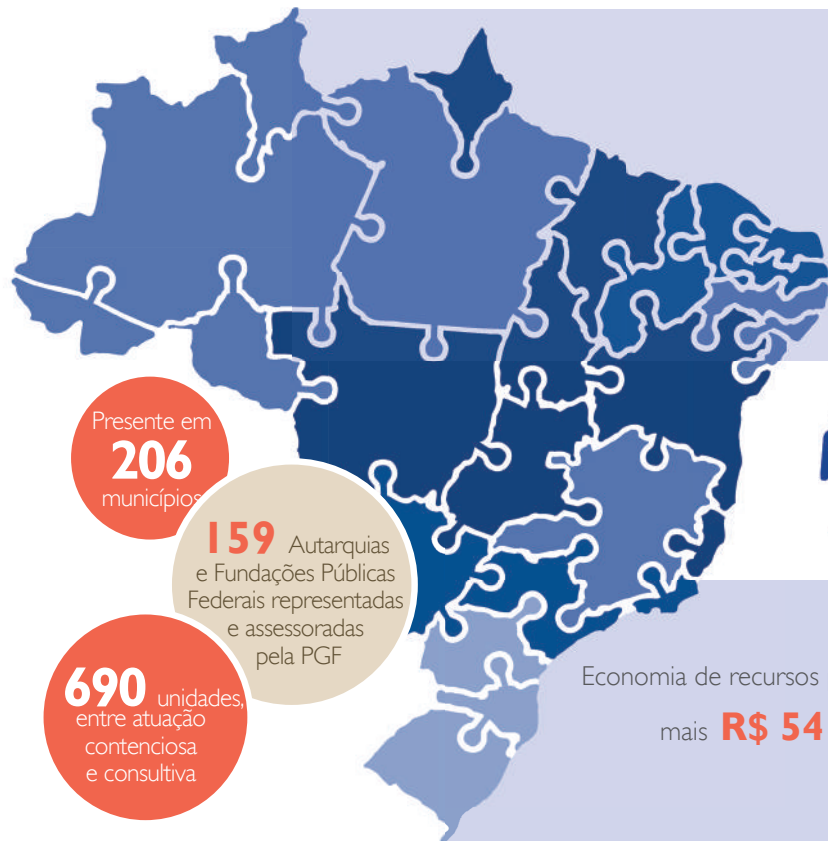 Presente em
206
municípios
159 Autarquias
e Fundações Públicas
Federais representadas
e assessoradas
pela PGF
690 unidades,
entre atuação
contenciosa
e consultiva
Economia de recursos
mais R$ 54